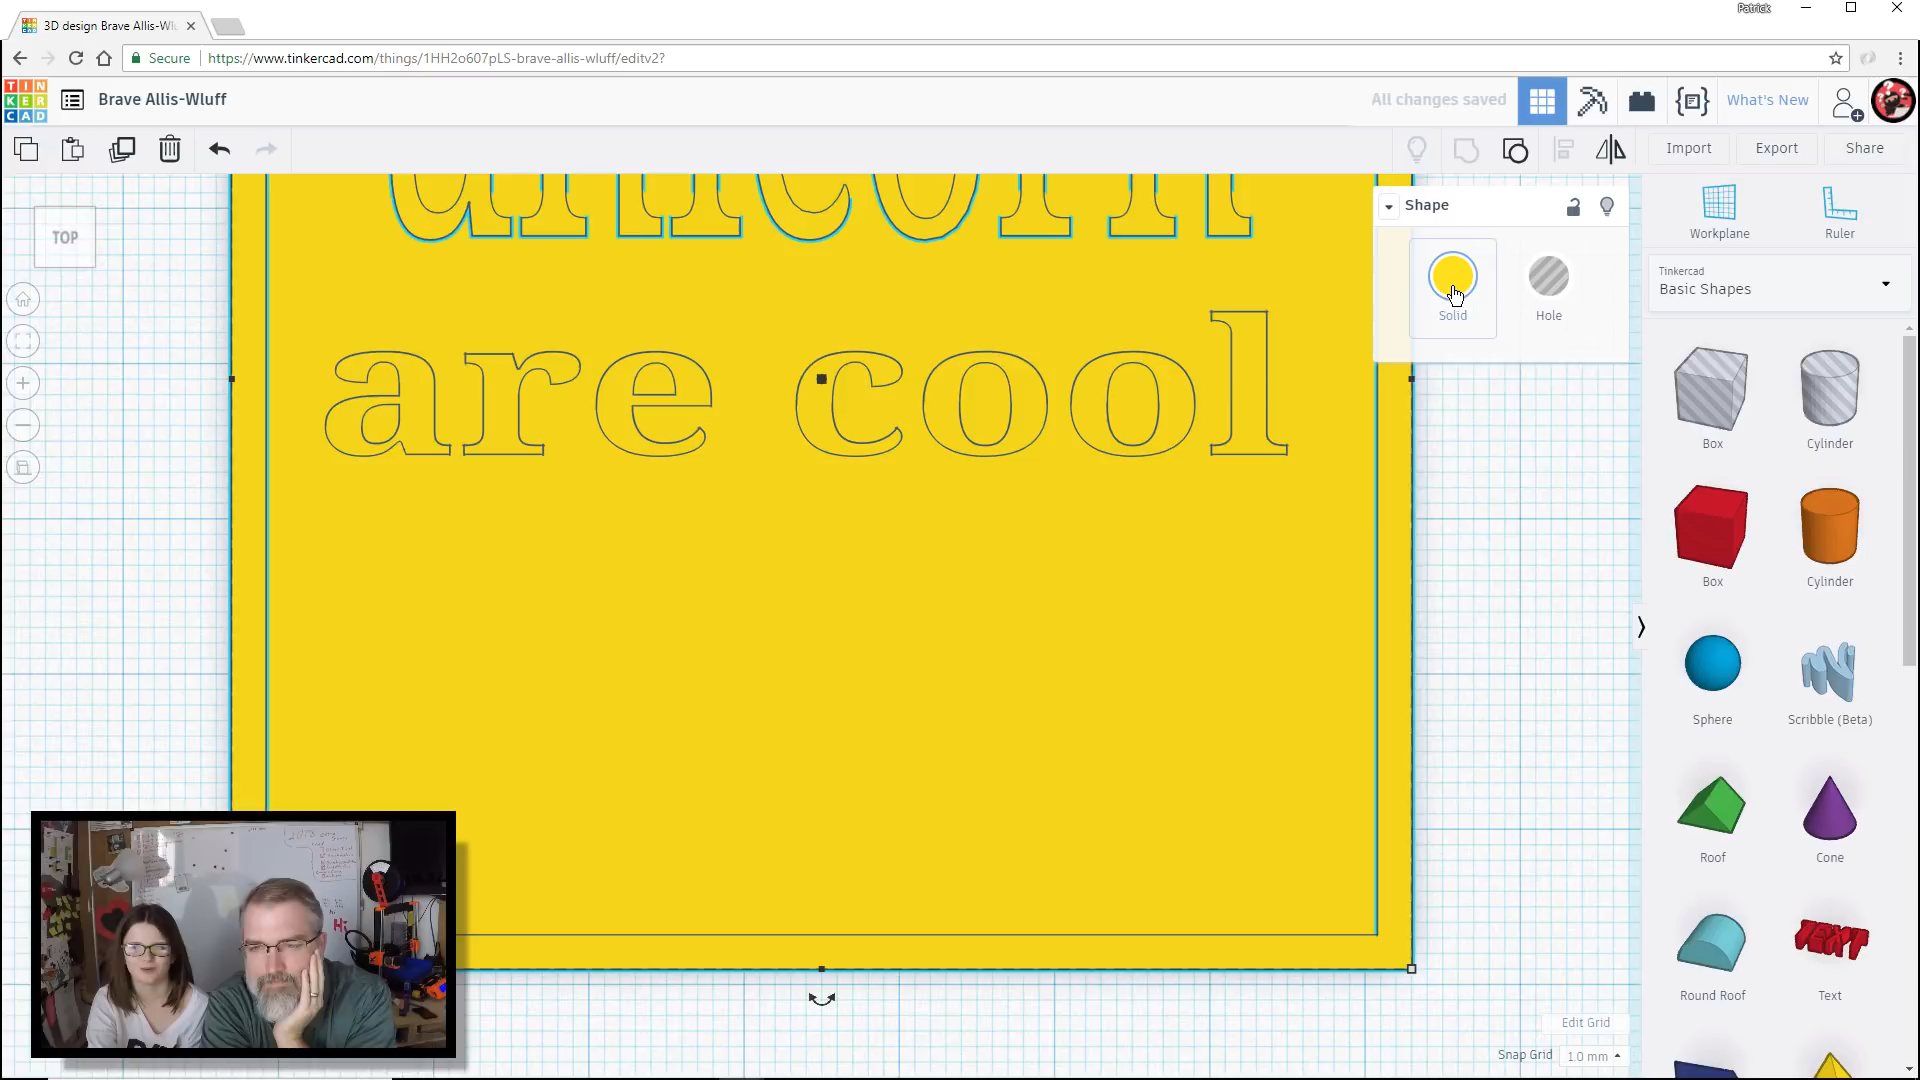 3D design Brave Allis-Wlu
Patrick
Secure https://www.tinkercad.com/things/1HH2o607pLS-brave-allis-wluff/editv2?
TIN
KER
CAD
Brave Allis-Wluff
All changes saved
What's New
Import
Export
Share
TOP
are cool
Shape
Solid
Hole
Workplane
Ruler
Tinkercad
Basic Shapes
Box
Cylinder
Box
Cylinder
Sphere
Scribble (Beta)
Roof
Cone
TEXT
Round Roof
Text
Hi
Edit Grid
Snap Grid 1.0 mm